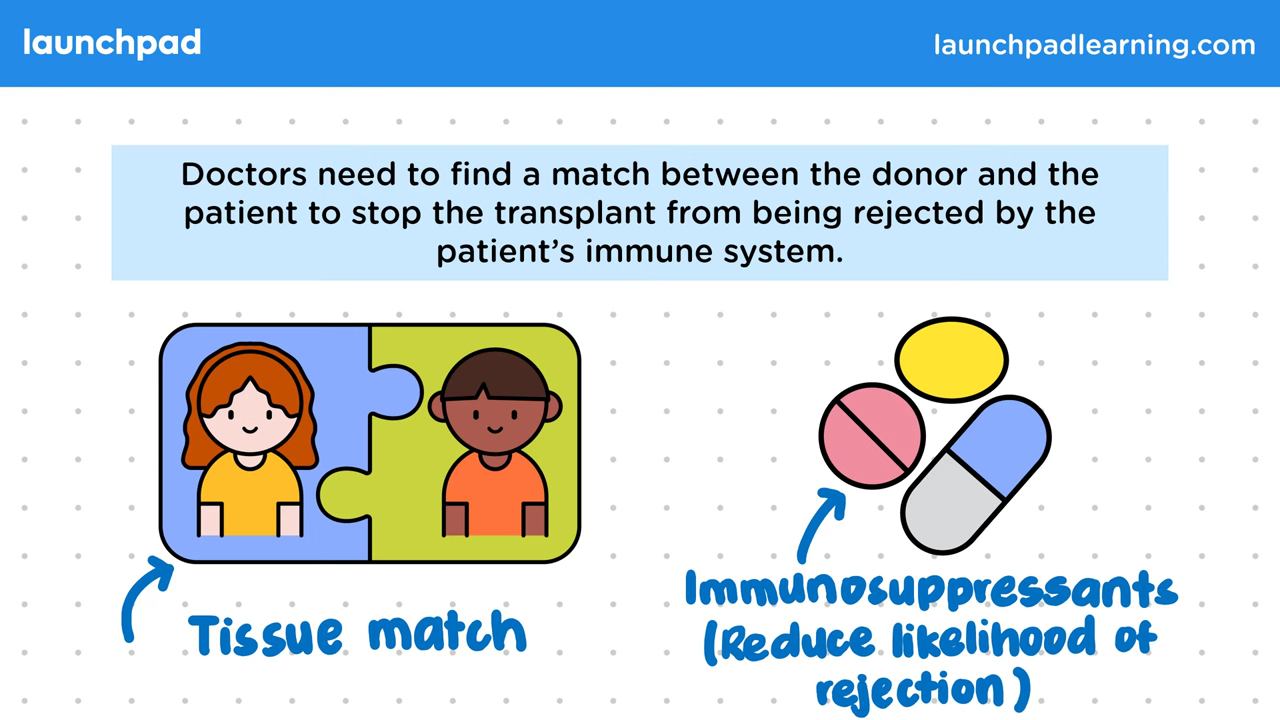 launchpad
launchpadlearning.com
Doctors need to find a match between the donor and the
patient to stop the transplant from being rejected by the
patient's immune system.
Tissue match
Immunosuppressants
(Reduce likelihood of
rejection)